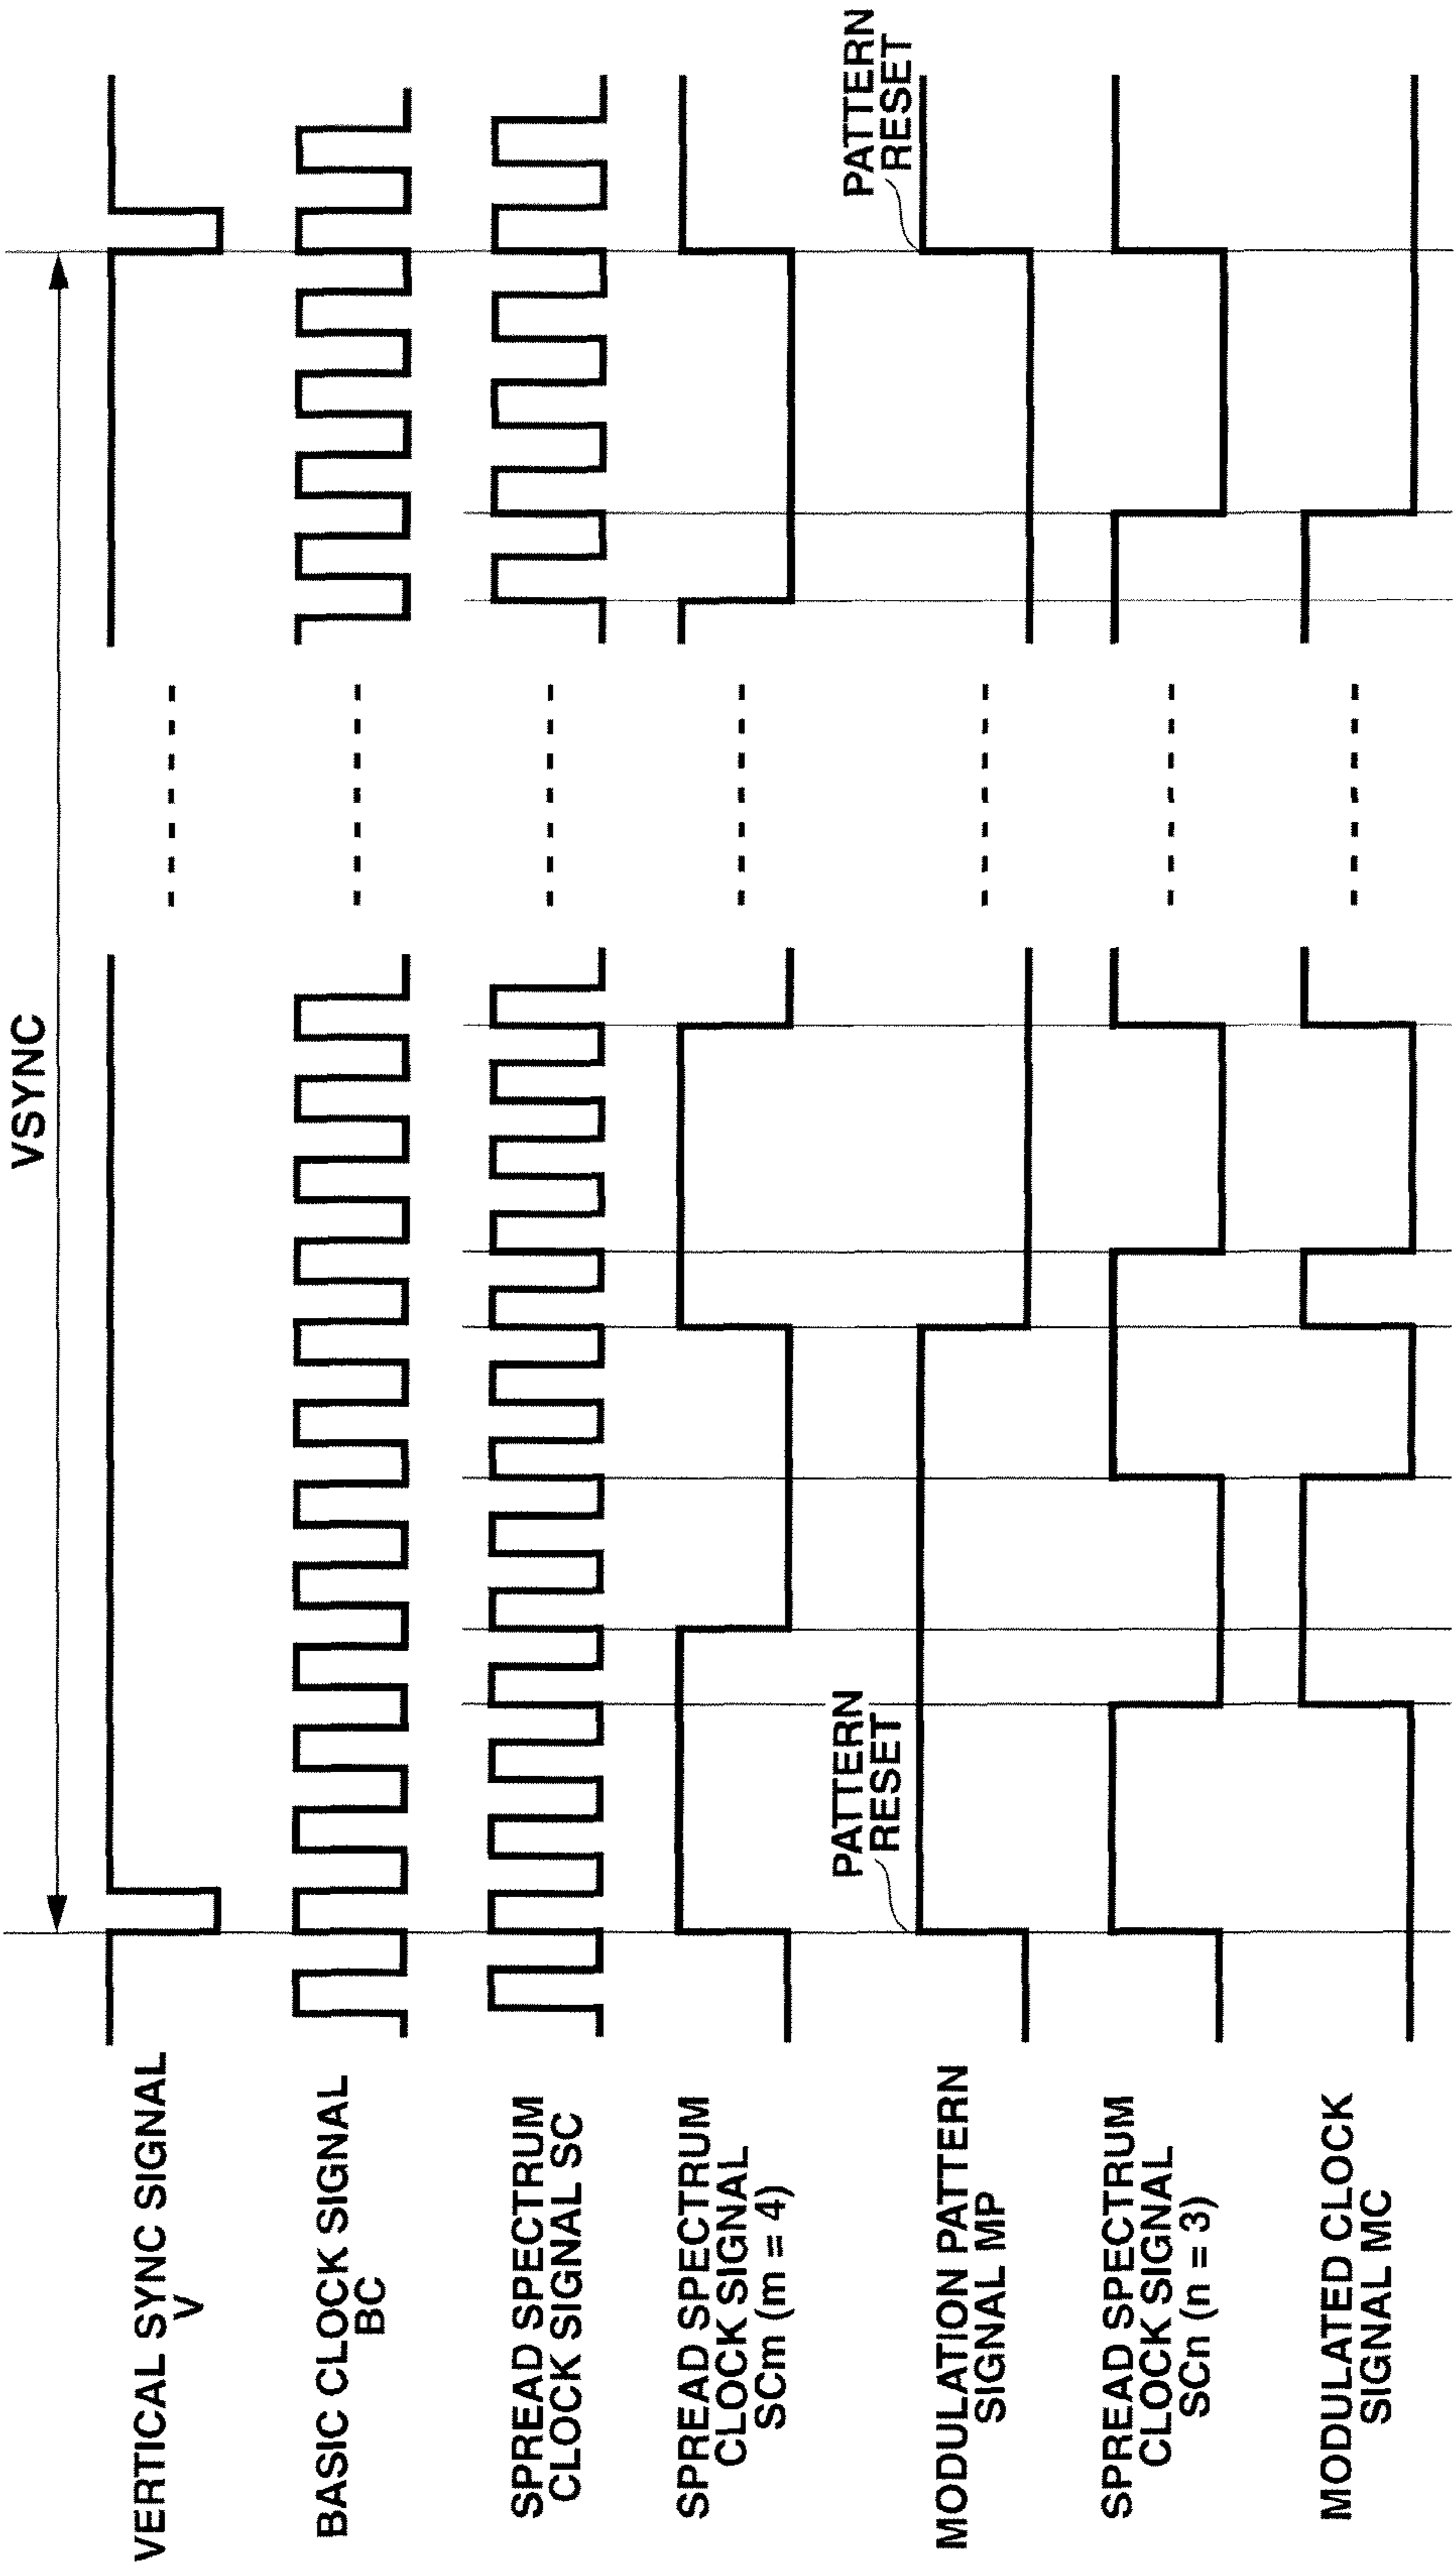 VSYNC
VERTICAL SYNC SIGNAL
V
BASIC CLOCK SIGNAL
BC
SPREAD SPECTRUM
CLOCK SIGNAL SC
SPREAD SPECTRUM
CLOCK SIGNAL
SCm (m = 4)
PATTERN
RESET
PATTERN
RESET
MODULATION PATTERN
SIGNAL MP
SPREAD SPECTRUM
CLOCK SIGNAL
SCn (n = 3)
MODULATED CLOCK
SIGNAL MC